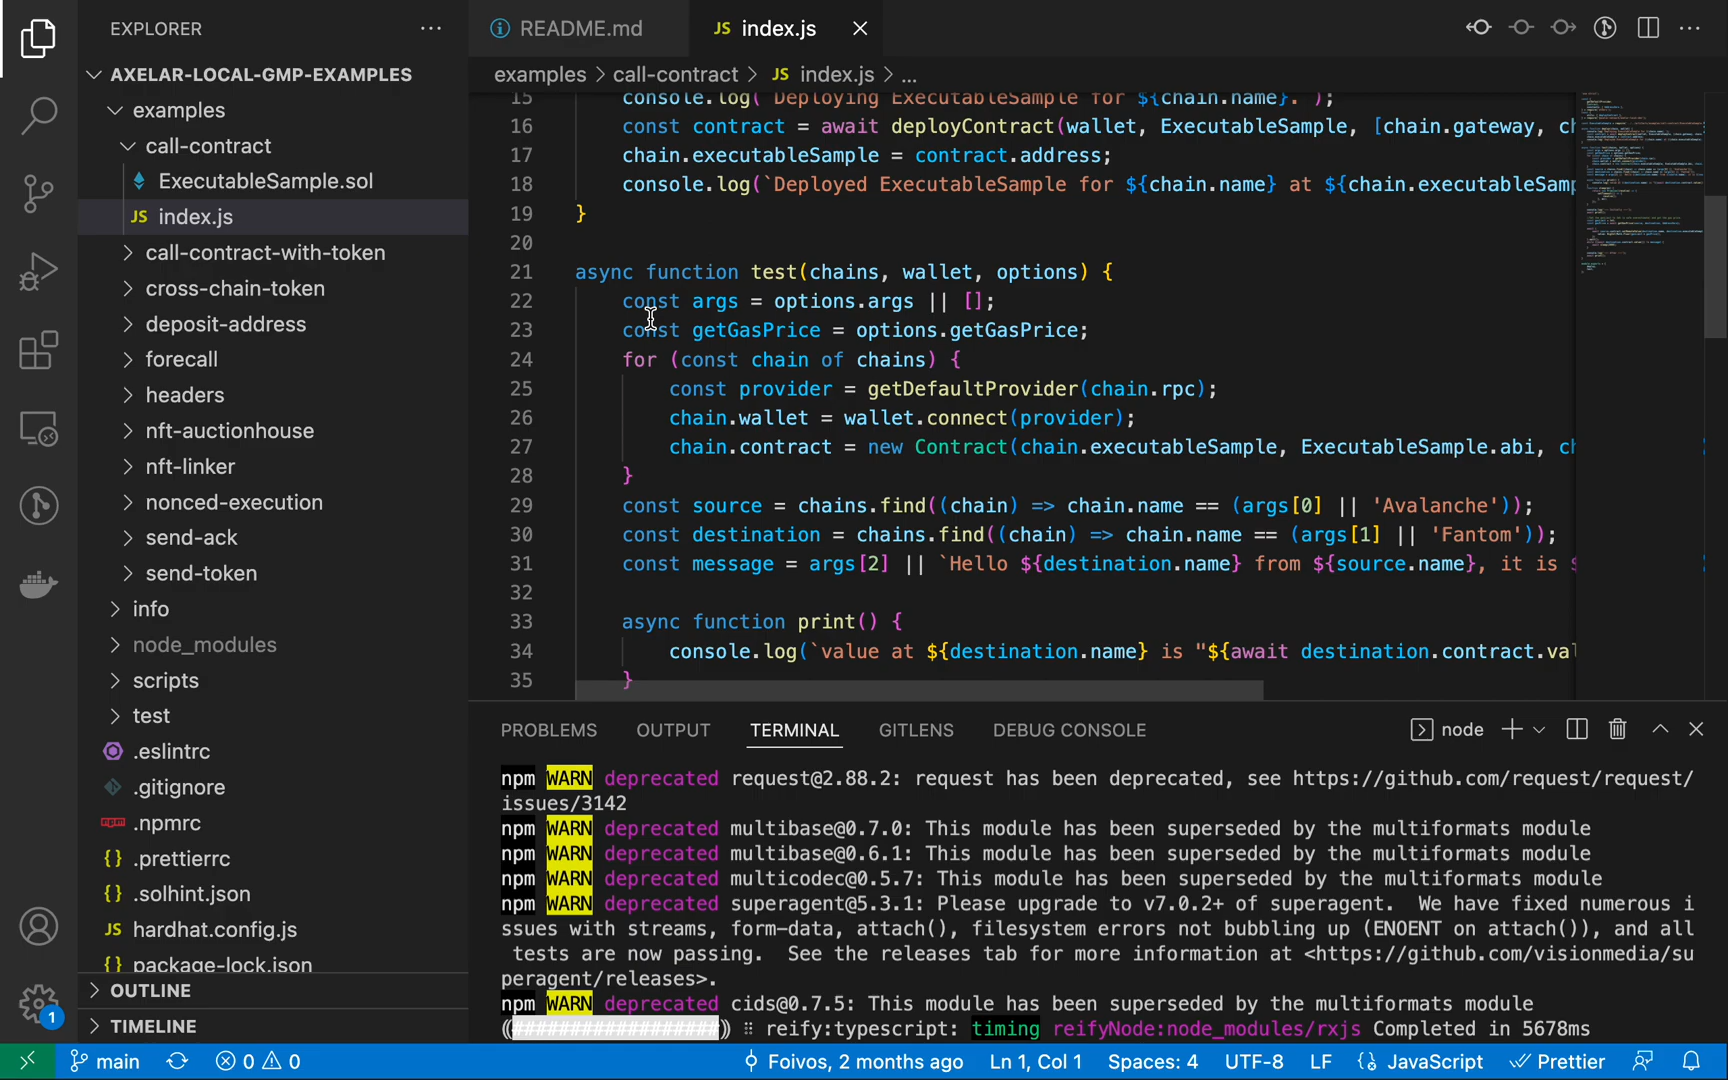 EXPLORER
AXELAR-LOCAL-GMP-EXAMPLES
examples
call-contract
ExecutableSample.sol
JS index.js
call-contract-with-token
cross-chain-token
deposit-address
forecall
headers
nft-auctionhouse
nft-linker
nonced-execution
send-ack
send-token
info
node_modules
scripts
test
.eslintrc
.gitignore
.npmrc
{} .prettierrc
{} .solhint.json
JS hardhat.config.js
{} package-lock.json
OUTLINE
TIMELINE
1
README.md
JS index.js
examples > call-contract > JS index.js > ...
15 console.log(`Deploying ExecutableSample for ${chain.name}.`);
16 const contract = await deployContract(wallet, ExecutableSample, [chain.gateway, ch
17 chain.executableSample = contract.address;
18 console.log(`Deployed ExecutableSample for ${chain.name} at ${chain.executableSamp
19 }
20
21 async function test(chains, wallet, options) {
22 const args = options.args || [];
23 const getGasPrice = options.getGasPrice;
24 for (const chain of chains) {
25 const provider = getDefaultProvider(chain.rpc);
26 chain.wallet = wallet.connect(provider);
27 chain.contract = new Contract(chain.executableSample, ExecutableSample.abi, ch
28 }
29 const source = chains.find((chain) => chain.name == (args[0] || 'Avalanche'));
30 const destination = chains.find((chain) => chain.name == (args[1] || 'Fantom'));
31 const message = args[2] || `Hello ${destination.name} from ${source.name}, it is $
32
33 async function print() {
34 console.log(`value at ${destination.name} is "${await destination.contract.val
35 }
PROBLEMS OUTPUT TERMINAL GITLENS DEBUG CONSOLE
node
npm WARN deprecated request@2.88.2: request has been deprecated, see https://github.com/request/request/
issues/3142
npm WARN deprecated multibase@0.7.0: This module has been superseded by the multiformats module
npm WARN deprecated multibase@0.6.1: This module has been superseded by the multiformats module
npm WARN deprecated multicodec@0.5.7: This module has been superseded by the multiformats module
npm WARN deprecated superagent@5.3.1: Please upgrade to v7.0.2+ of superagent.  We have fixed numerous i
ssues with streams, form-data, attach(), filesystem errors not bubbling up (ENOENT on attach()), and all
tests are now passing.  See the releases tab for more information at <https://github.com/visionmedia/su
peragent/releases>.
npm WARN deprecated cids@0.7.5: This module has been superseded by the multiformats module
(##################) ⠿ reify:typescript: timing reifyNode:node_modules/rxjs Completed in 5678ms
main 0 0 Foivos, 2 months ago Ln 1, Col 1 Spaces: 4 UTF-8 LF {} JavaScript Prettier